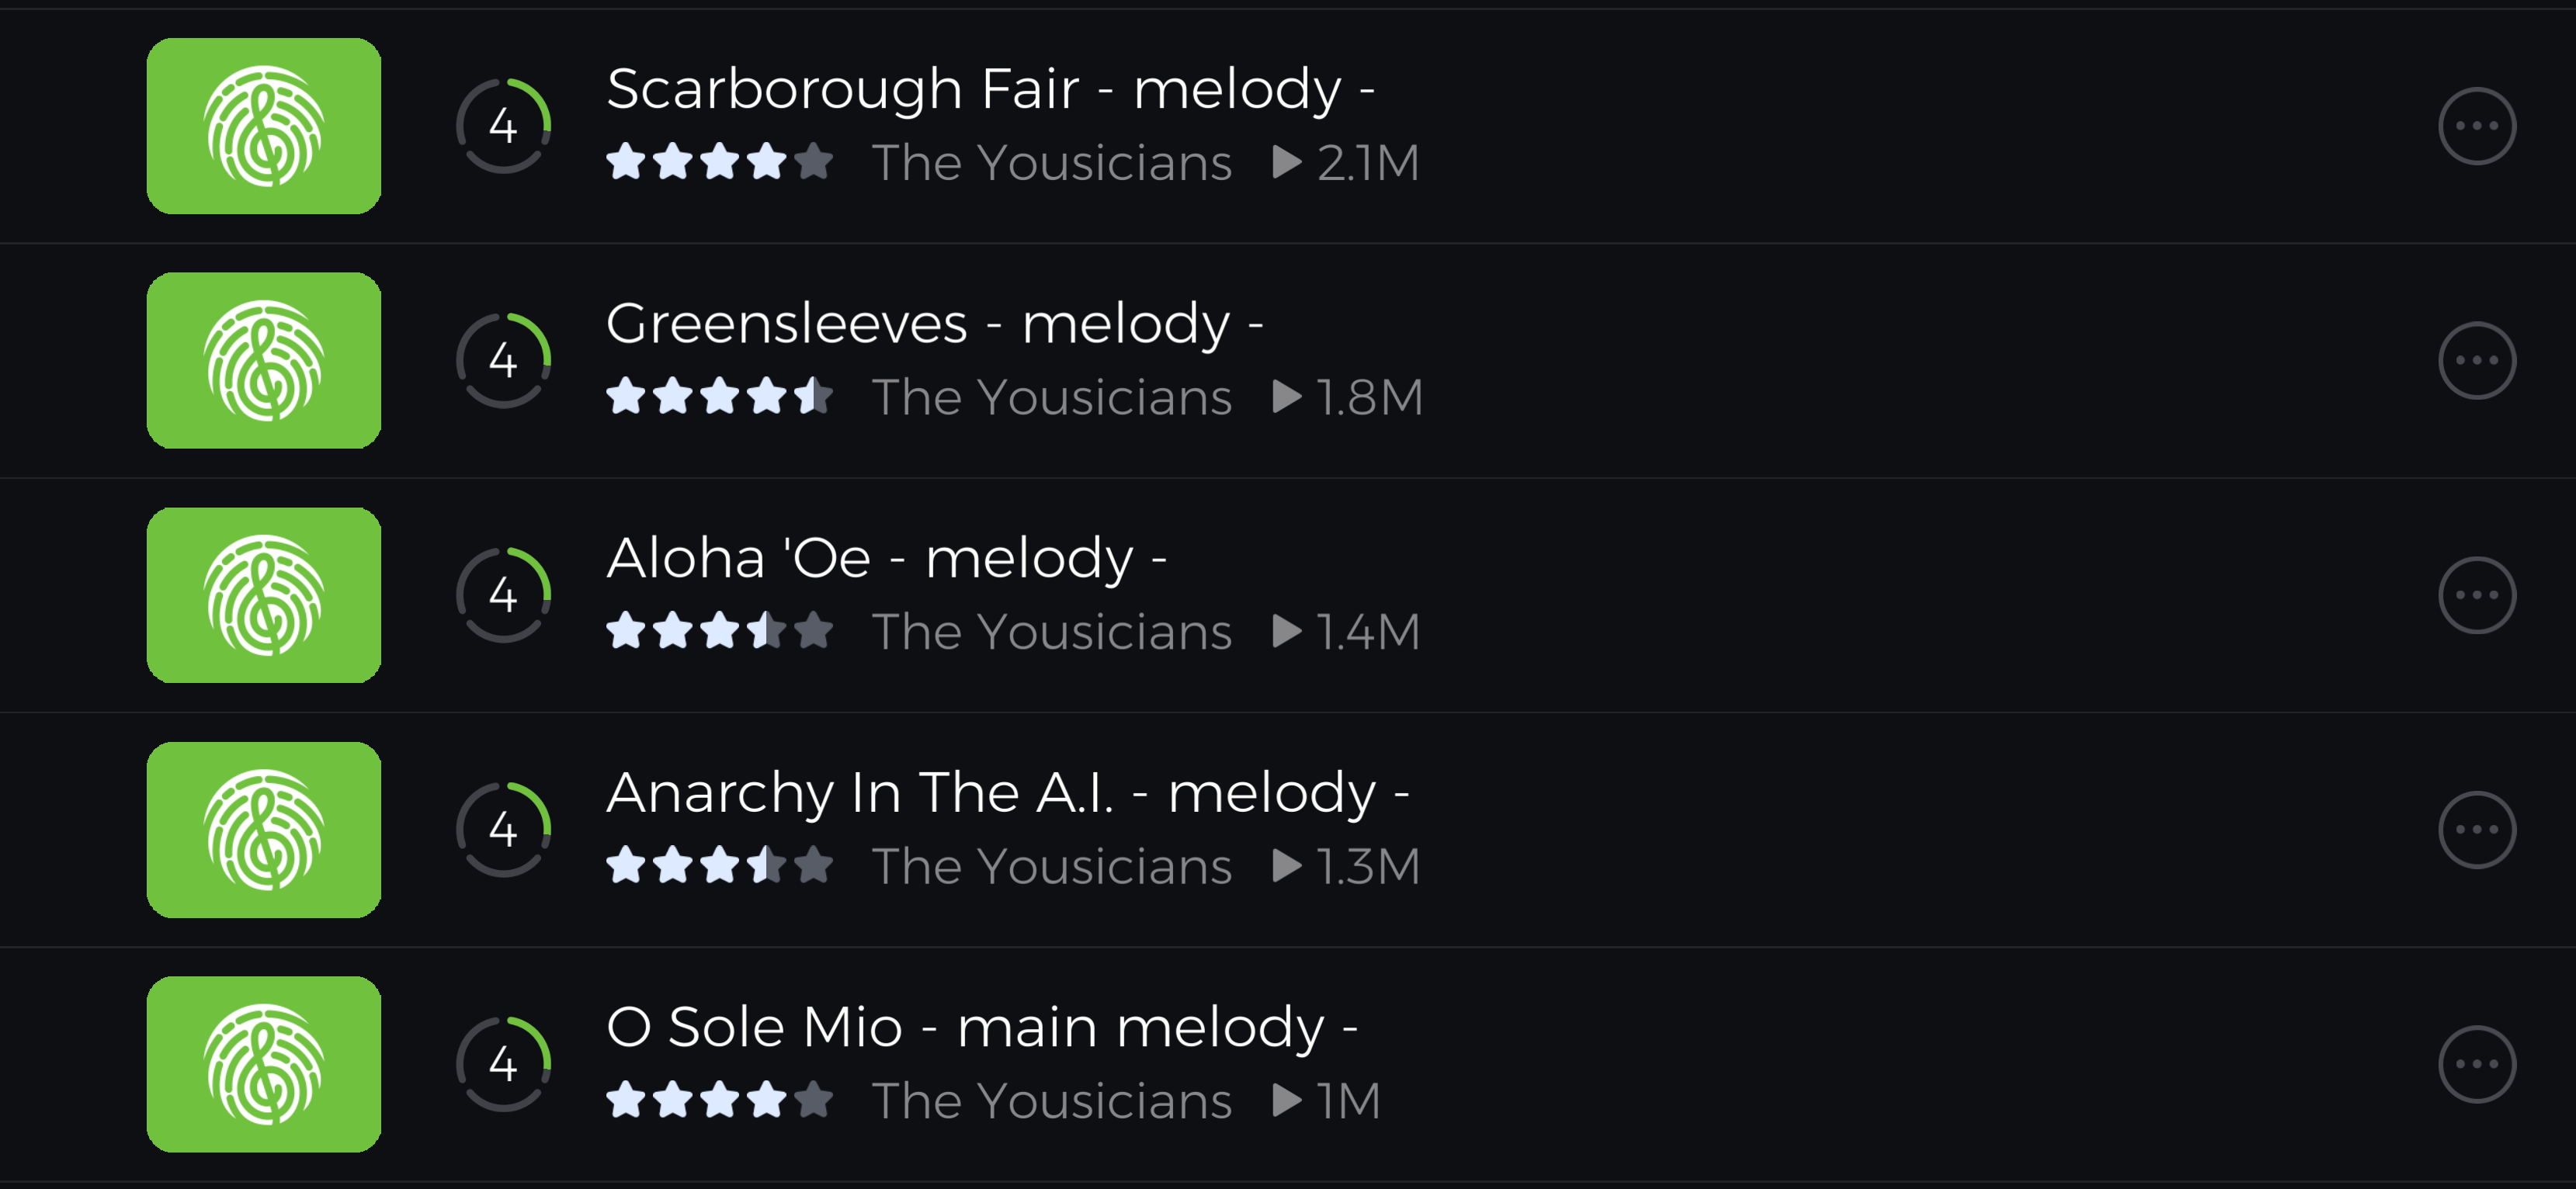 4
Scarborough Fair - melody -
The Yousicians 2.1M
4
Greensleeves - melody -
The Yousicians 1.8M
4
Aloha 'Oe - melody -
The Yousicians 1.4M
4
Anarchy In The A.I. - melody -
The Yousicians 1.3M
4
O Sole Mio - main melody -
The Yousicians 1M